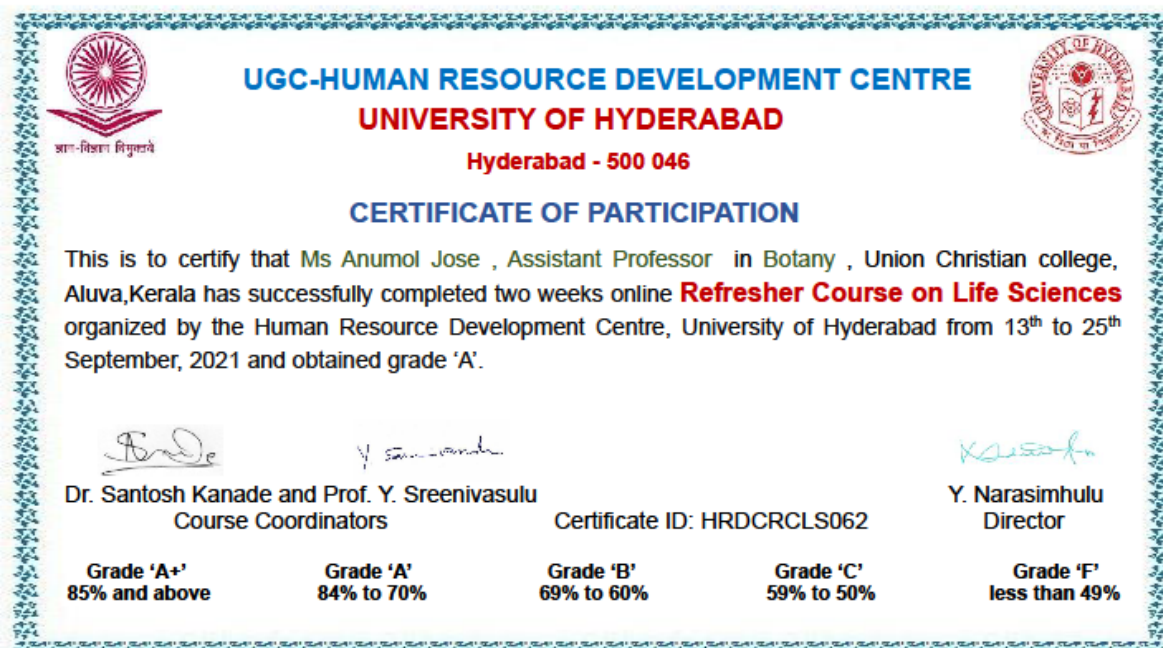 UGC-HUMAN RESOURCE DEVELOPMENT CENTRE
UNIVERSITY OF HYDERABAD
Hyderabad - 500 046
ज्ञान-विज्ञान विमुक्तये
UNIVERSITY OF HYDERABAD
CERTIFICATE OF PARTICIPATION
This is to certify that Ms Anumol Jose , Assistant Professor in Botany , Union Christian college,
Aluva,Kerala has successfully completed two weeks online Refresher Course on Life Sciences
organized by the Human Resource Development Centre, University of Hyderabad from 13th to 25th
September, 2021 and obtained grade ‘A’.
Dr. Santosh Kanade and Prof. Y. Sreenivasulu
Course Coordinators
Certificate ID: HRDCRCLS062
Y. Narasimhulu
Director
Grade ‘A+’ Grade ‘A’ Grade ‘B’ Grade ‘C’ Grade ‘F’
85% and above 84% to 70% 69% to 60% 59% to 50% less than 49%